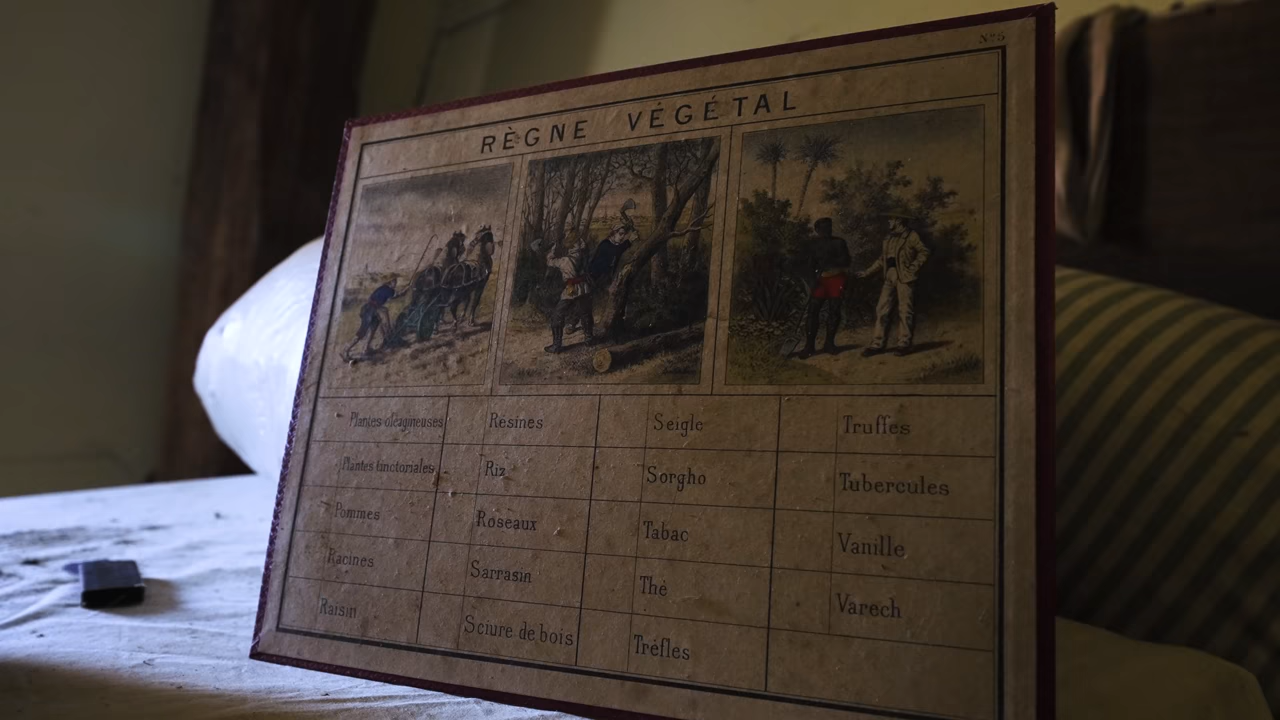 N° 5
RÈGNE VÉGÉTAL
Plantes oléagineuses
Résines
Seigle
Truffes
Plantes tinctoriales
Riz
Sorgho
Tubercules
Pommes
Roseaux
Tabac
Vanille
Racines
Sarrasin
Thé
Varech
Raisin
Sciure de bois
Tréfles